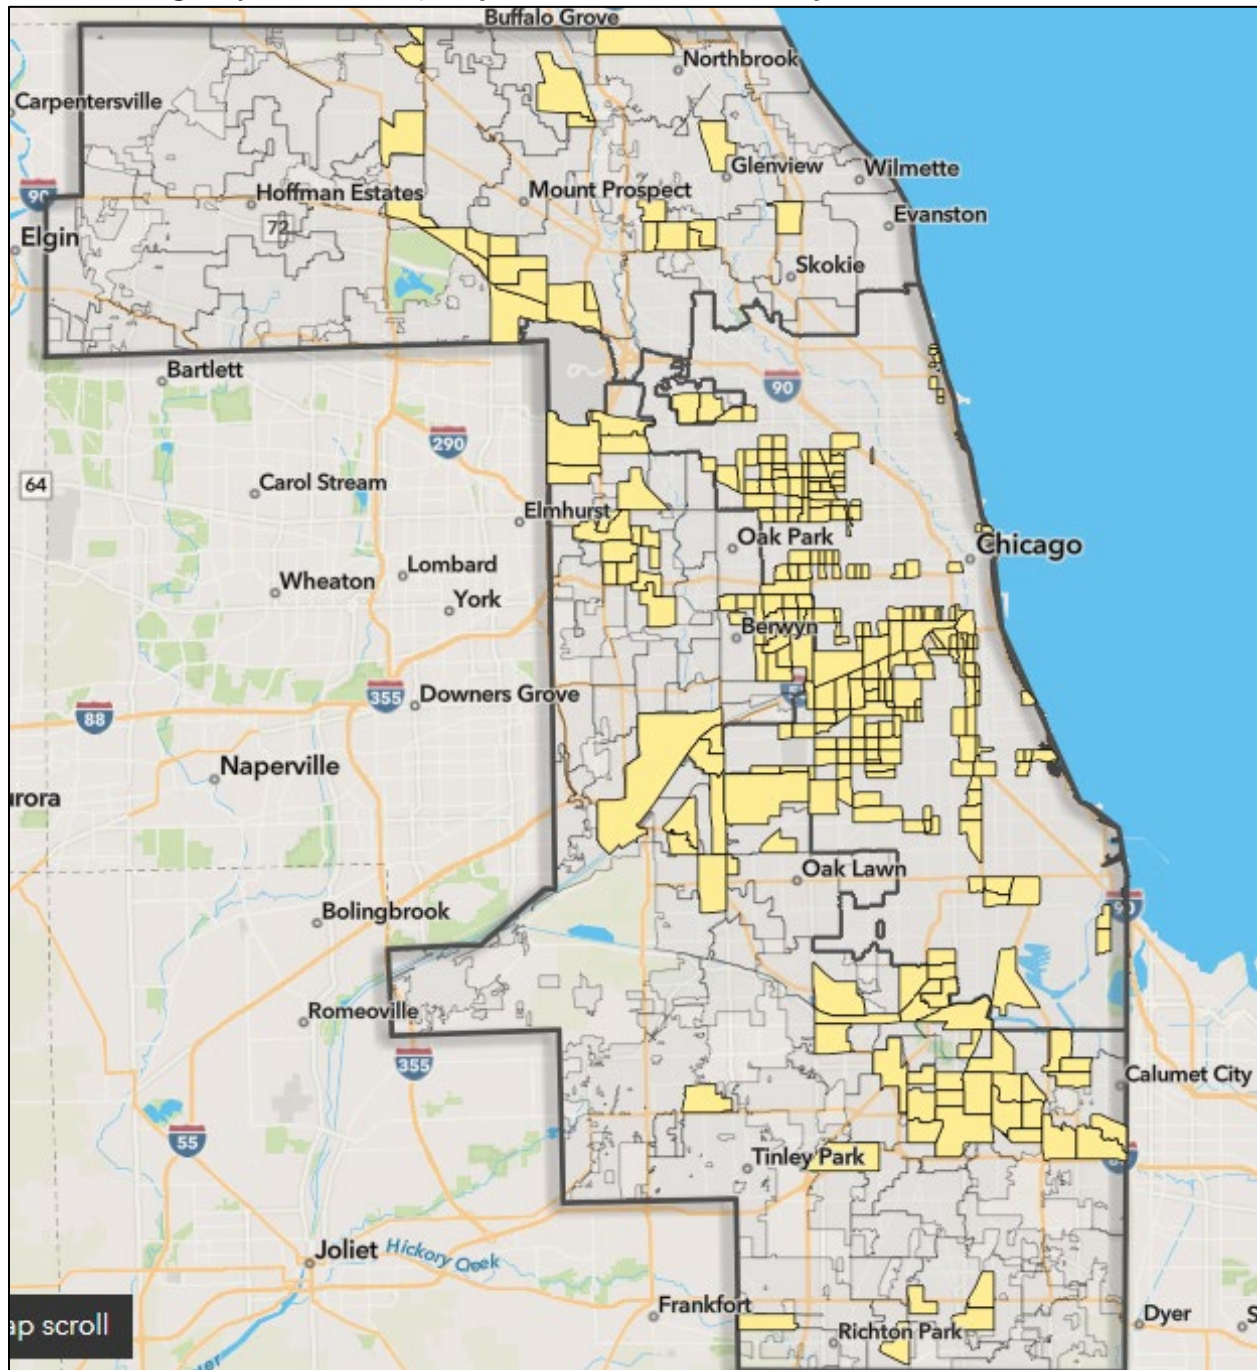 Buffalo Grove
Northbrook
Carpentersville
Glenview
Wilmette
90
Hoffman Estates
Mount Prospect
Evanston
72
Elgin
Skokie
Bartlett
90
290
Carol Stream
64
Elmhurst
Oak Park
Chicago
Lombard
Wheaton
York
Berwyn
355
Downers Grove
88
Naperville
urora
Oak Lawn
Bolingbrook
90
Romeoville
355
Calumet City
55
Tinley Park
Joliet
Hickory Creek
Frankfort
Dyer
S
ap scroll
Richton Park